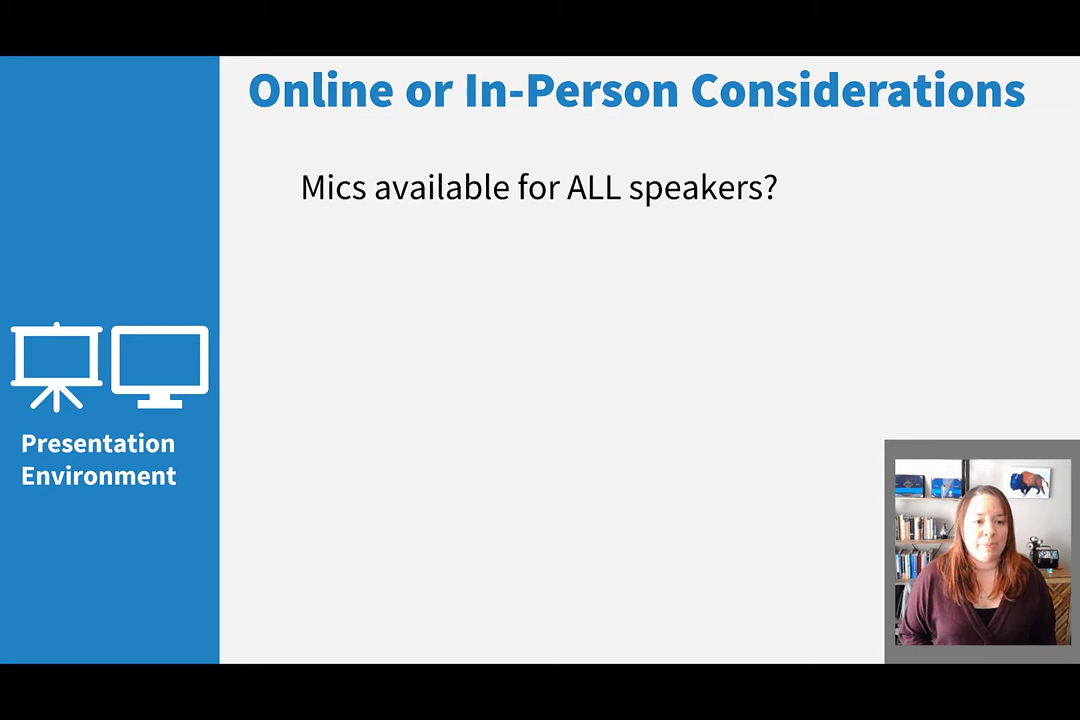 Online or In-Person Considerations
Mics available for ALL speakers?
Presentation
Environment